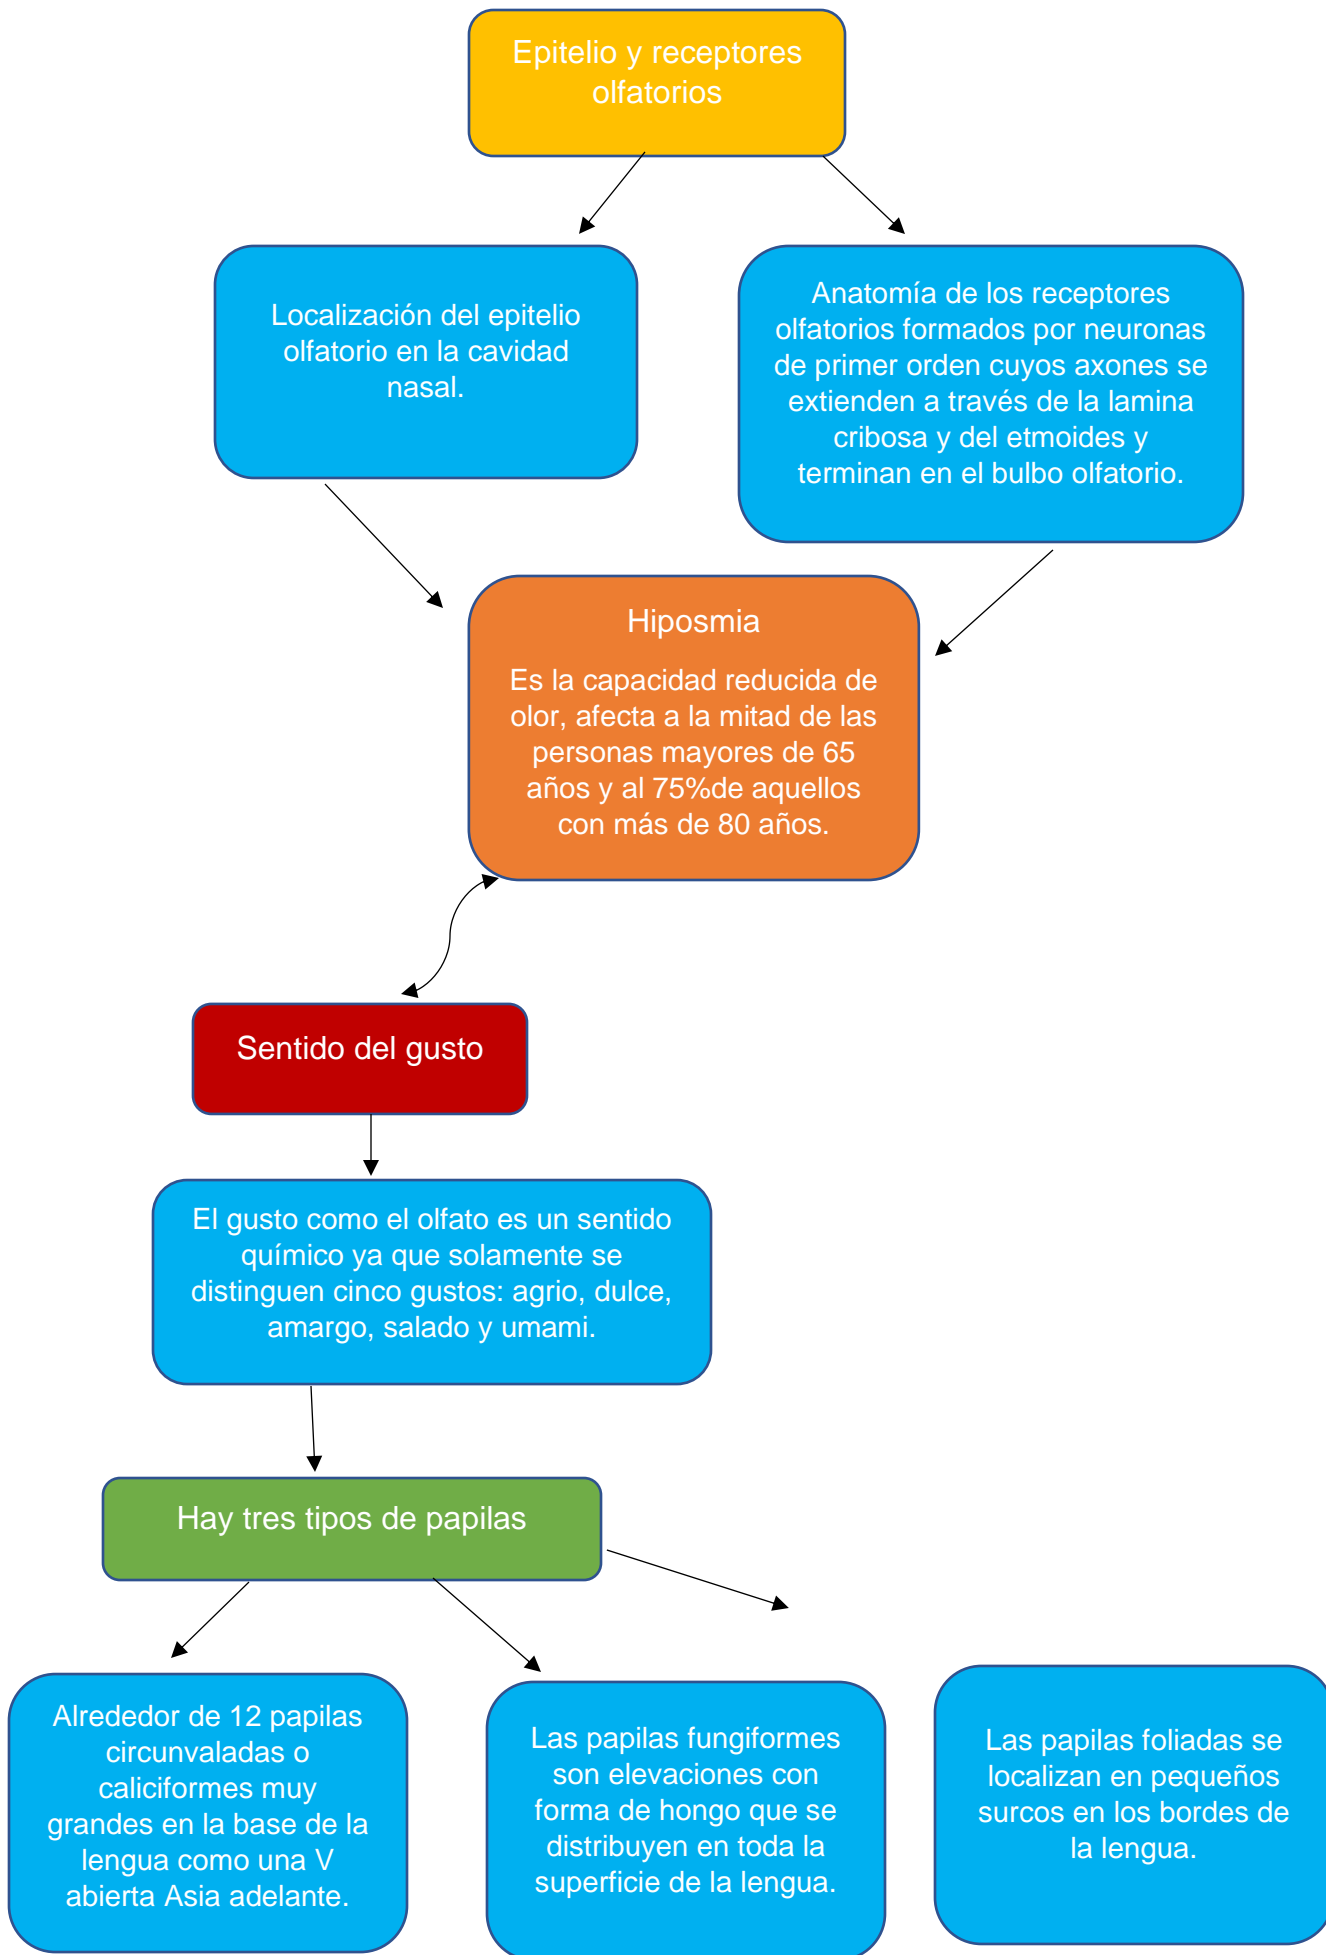 Epitelio y receptores
olfatorios
Localización del epitelio
olfatorio en la cavidad
nasal.
Anatomía de los receptores
olfatorios formados por neuronas
de primer orden cuyos axones se
extienden a través de la lamina
cribosa y del etmoides y
terminan en el bulbo olfatorio.
Hiposmia
Es la capacidad reducida de
olor, afecta a la mitad de las
personas mayores de 65
años y al 75%de aquellos
con más de 80 años.
Sentido del gusto
El gusto como el olfato es un sentido
químico ya que solamente se
distinguen cinco gustos: agrio, dulce,
amargo, salado y umami.
Hay tres tipos de papilas
Alrededor de 12 papilas
circunvaladas o
caliciformes muy
grandes en la base de la
lengua como una V
abierta Asia adelante.
Las papilas fungiformes
son elevaciones con
forma de hongo que se
distribuyen en toda la
superficie de la lengua.
Las papilas foliadas se
localizan en pequeños
surcos en los bordes de
la lengua.